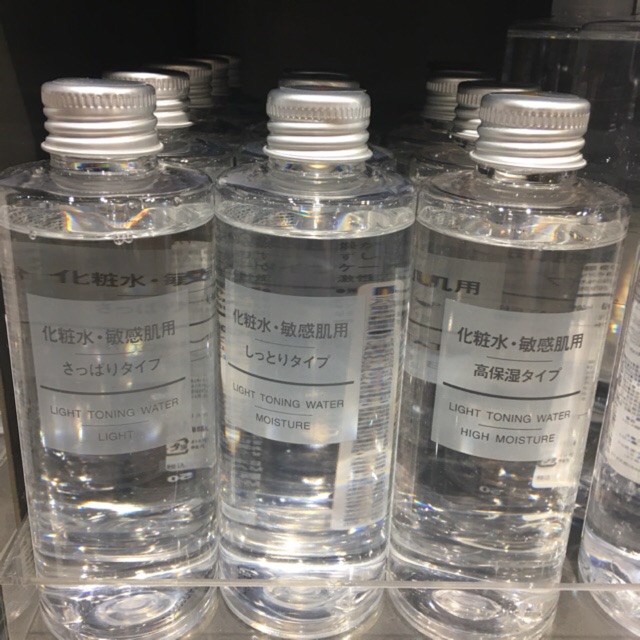 化粧水・敏感肌用
さっぱりタイプ
LIGHT TONING WATER
LIGHT
化粧水・敏感肌用
しっとりタイプ
LIGHT TONING WATER
MOISTURE
化粧水・敏感肌用
高保湿タイプ
LIGHT TONING WATER
HIGH MOISTURE